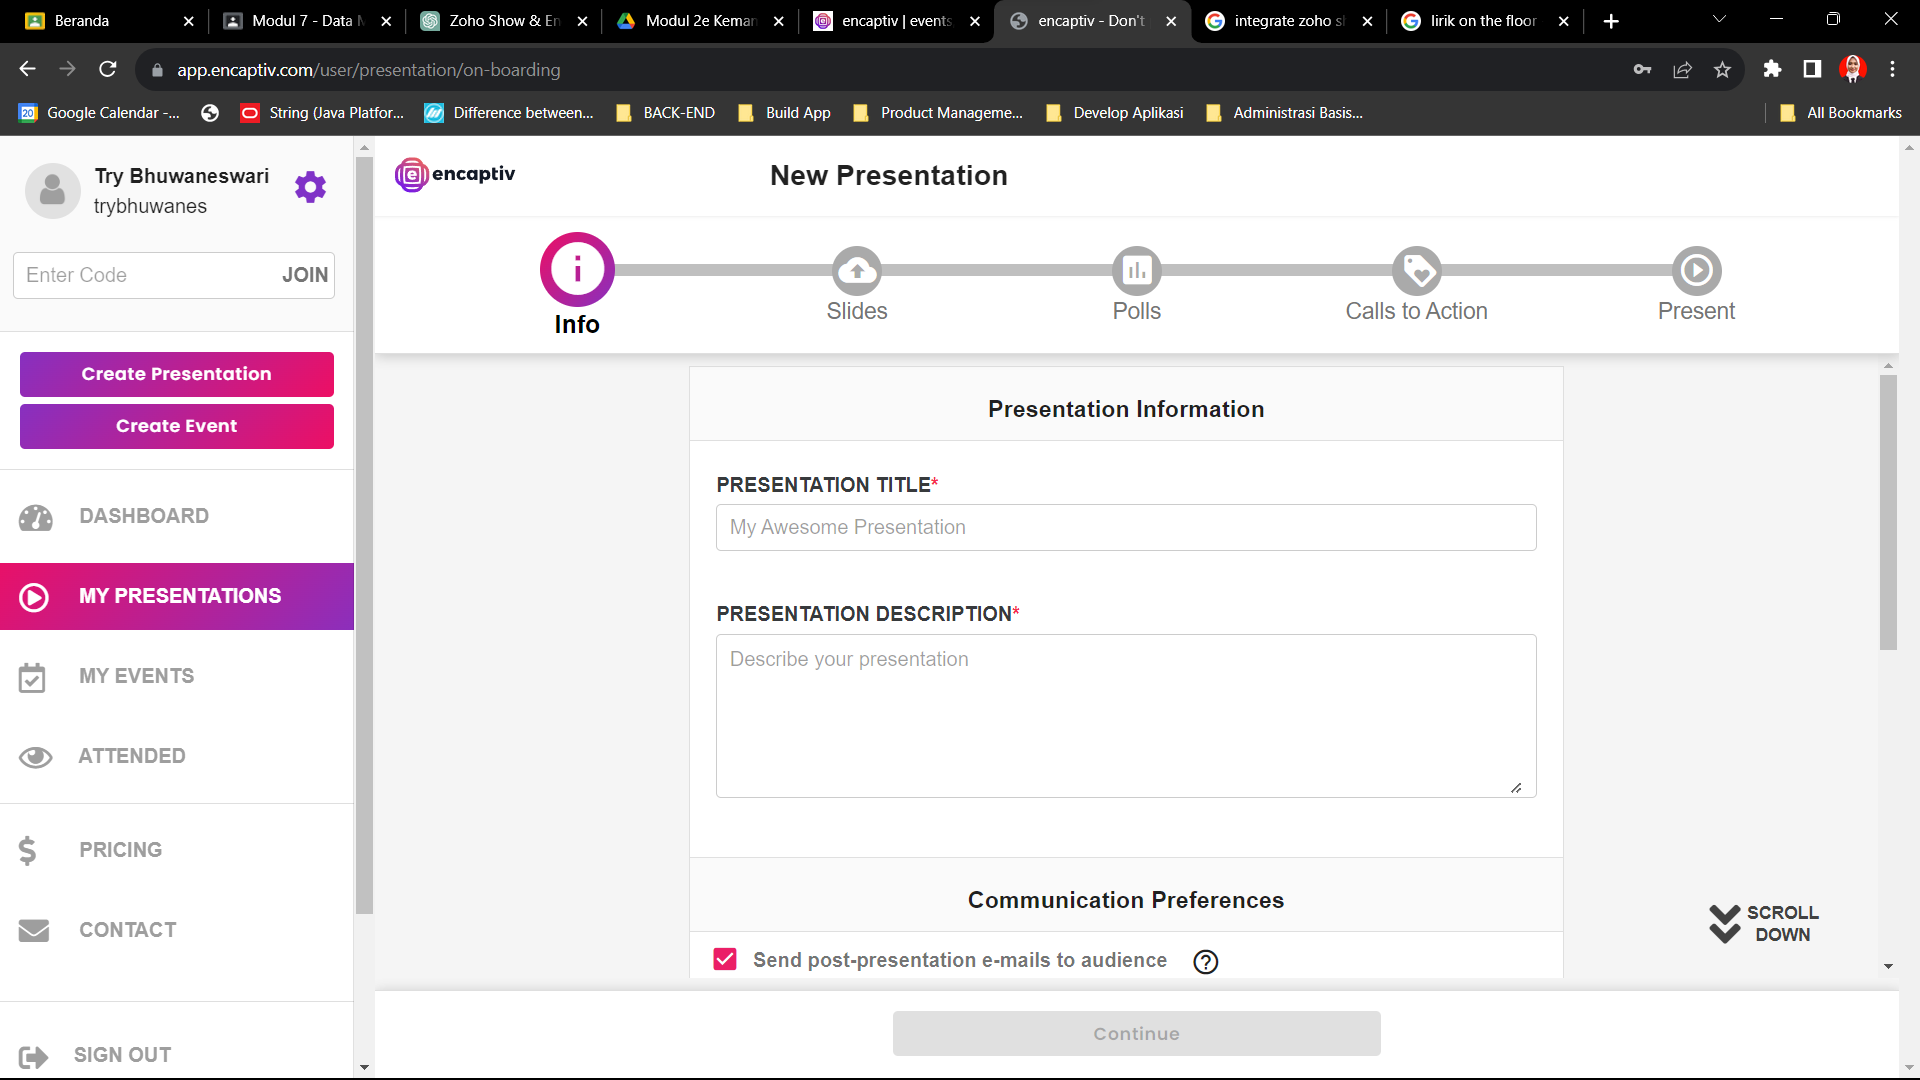 Beranda
Modul 7 - Data M
Zoho Show & En
Modul 2e Keman
encaptiv | events
encaptiv - Don't
integrate zoho sh
lirik on the floor
app.encaptiv.com/user/presentation/on-boarding
20
Google Calendar -...
String (Java Platfor...
Difference between...
BACK-END
Build App
Product Manageme...
Develop Aplikasi
Administrasi Basis...
All Bookmarks
Try Bhuwaneswari
trybhuwanes
Enter Code
JOIN
Create Presentation
Create Event
DASHBOARD
MY PRESENTATIONS
MY EVENTS
ATTENDED
PRICING
CONTACT
SIGN OUT
encaptiv
New Presentation
Info
Slides
Polls
Calls to Action
Present
Presentation Information
PRESENTATION TITLE*
My Awesome Presentation
PRESENTATION DESCRIPTION*
Describe your presentation
Communication Preferences
Send post-presentation e-mails to audience
SCROLL
DOWN
Continue